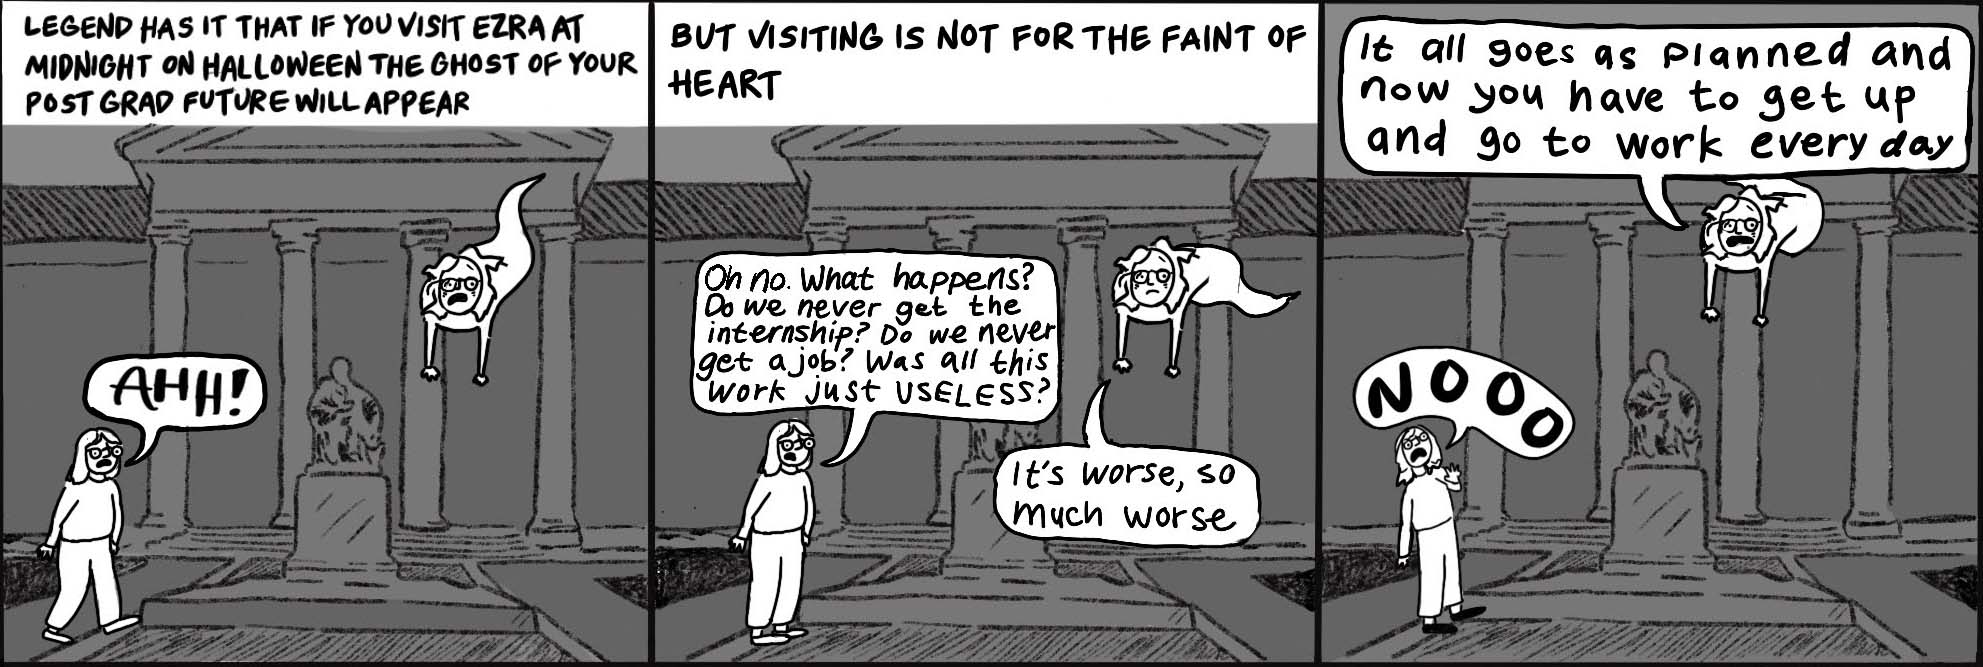 LEGEND HAS IT THAT IF YOU VISIT EZRA AT
MIDNIGHT ON HALLOWEEN THE GHOST OF YOUR
POST GRAD FUTURE WILL APPEAR
AHH!
BUT VISITING IS NOT FOR THE FAINT OF
HEART
Oh no. What happens?
Do we never get the
internship? Do we never
get a job? Was all this
work just USELESS?
It's worse, so
much worse
It all goes as planned and
now you have to get up
and go to work every day
NOOO